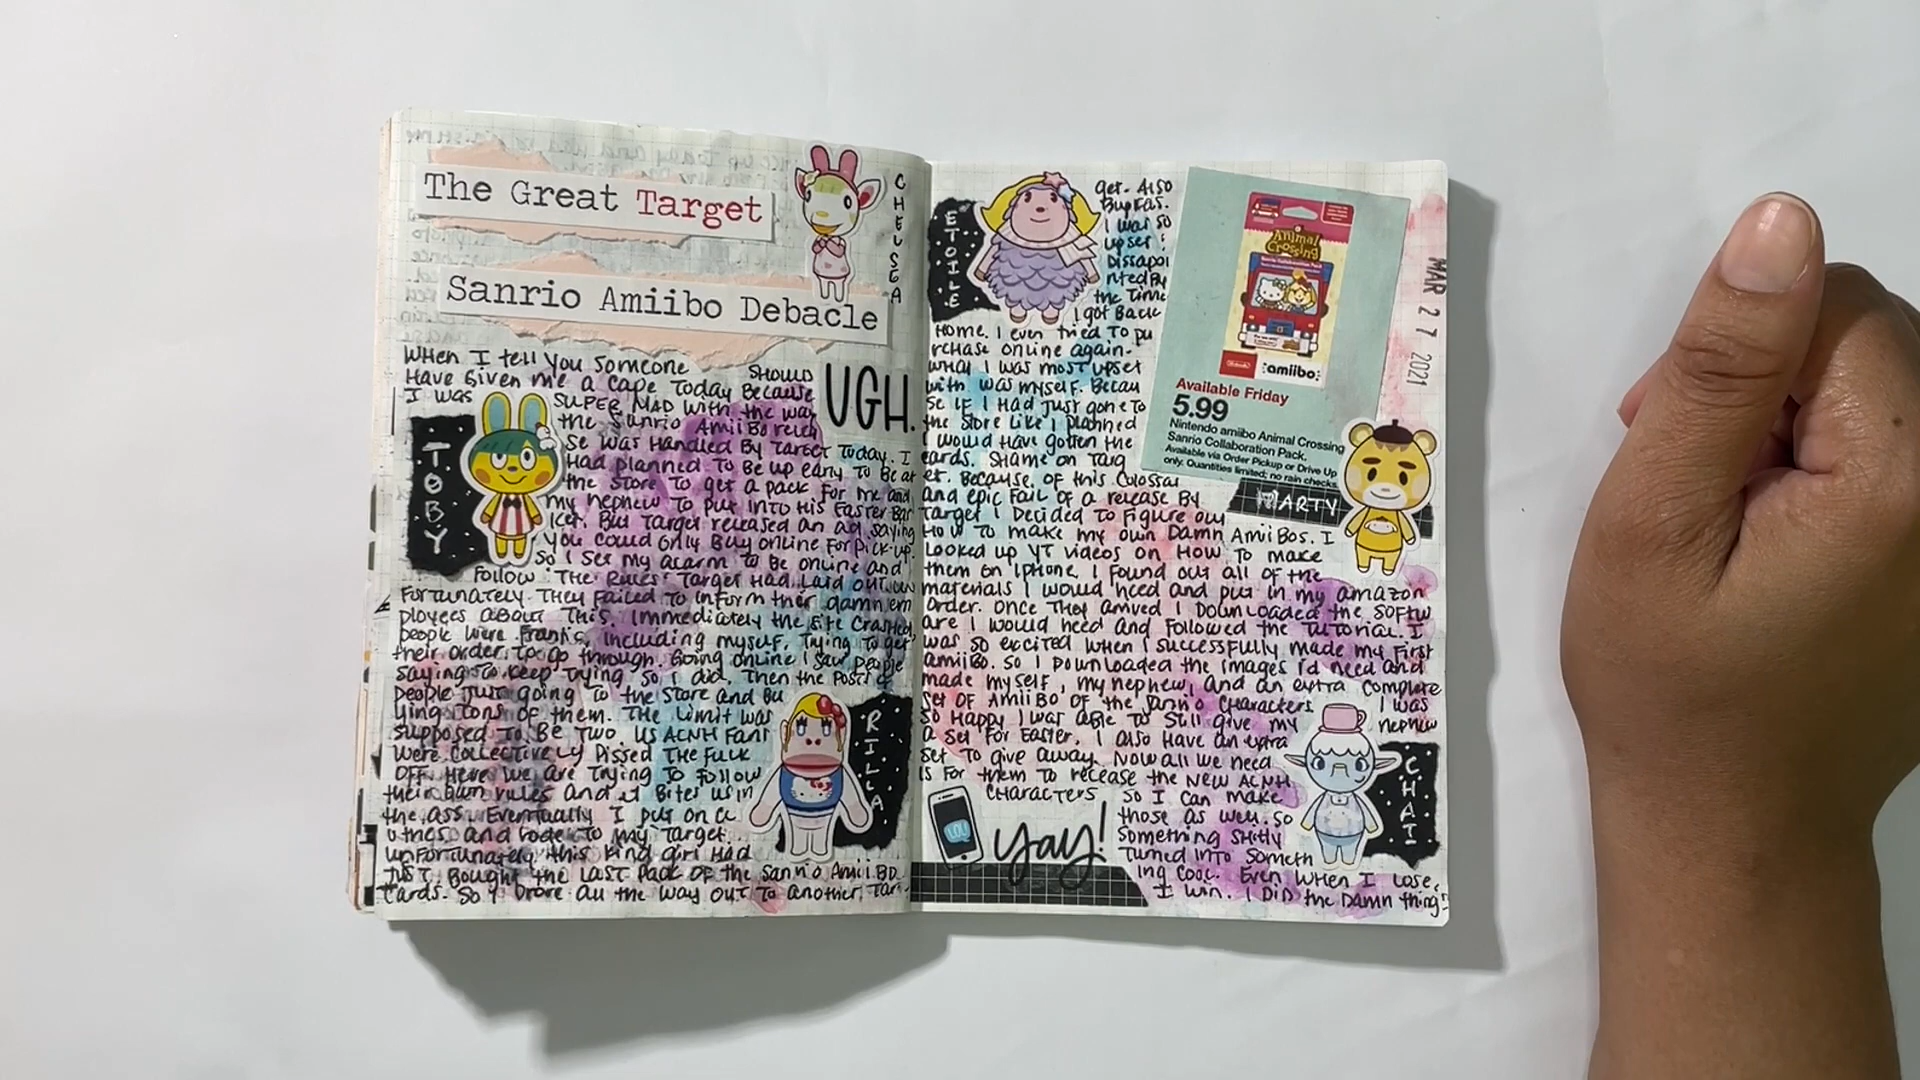 The Great Target
Sanrio Amiibo Debacle
CHELSEA
WHEN I tell YOU Someone SHOULD
HAVE GIVEN ME A CAPE TODAY BECAUSE
I WAS SUPER MAD WITH the WAY
the SANRIO AMIIBO relea
se WAS HANDLED BY TARGET TODAY. I
HAD planned TO BE UP EARLY TO BE AT
the STORE TO GET A PACK FOR ME AND
my nephew TO PUT INTO HIS EASTER BAS
KET. BUT TARGET released AN AD SAYING
YOU COULD ONLY BUY ONLINE FOR PICK-UP.
SO I SET MY ALARM TO BE ONLINE AND
FOLLOW "THE RULES" TARGET HAD LAID OUT. UN
FORTUNATELY THEY FAILED TO INFORM THEIR DAMN EM
PLOYEES ABOUT THIS. IMMEDIATELY the SITE CRASHED,
people WERE FRANTIC, INCLUDING MYSELF, TRYING TO GET
their ORDER TO GO THROUGH. GOING ONLINE I SAW PEOPLE
SAYING TO KEEP TRYING SO I DID. THEN the POSTS OF
PEOPLE JUST GOING TO the STORE AND BU
YING TONS OF THEM. THE LIMIT WAS
SUPPOSED TO BE TWO. US ACNH FANS
WERE COLLECTIVELY PISSED THE FUCK
OFF. HERE WE ARE TRYING TO FOLLOW
their OWN RULES AND IT BITES US IN
the ASS. EVENTUALLY I PUT ON CL
OTHES AND RODE TO MY TARGET.
UNFORTUNATELY this KIND GIRL HAD
JUST BOUGHT the LAST PACK OF the SANRIO AMIIBO
CARDS. SO I DROVE ALL the WAY OUT TO ANOTHER TAR-
UGH.
TOBY
RILLA
ETOILE
get. Also
BUPKAS.
I WAS SO
UPSET &
DISSAPOI
NTED BY
the TIME
I GOT BACK
HOME. I even TRIED TO PU
RCHASE ONLINE AGAIN.
WHAT I WAS MOST UPSET
WITH WAS MYSELF. BECAU
SE IF I HAD JUST GONE TO
the STORE LIKE I PLANNED
I WOULD HAVE GOTTEN THE
CARDS. SHAME ON TARG
ET. BECAUSE OF this COLOSSAL
AND EPIC FAIL OF A RELEASE BY
TARGET I DECIDED TO FIGURE OUT
HOW TO MAKE MY OWN DAMN AMIIBOS. I
LOOKED UP YT VIDEOS ON HOW TO MAKE
THEM ON IPHONE. I FOUND OUT ALL OF THE
MATERIALS I WOULD NEED AND PUT IN MY AMAZON
ORDER. ONCE THEY ARRIVED I DOWNLOADED THE SOFTW
ARE I WOULD NEED AND FOLLOWED THE TUTORIAL. I
WAS SO EXCITED WHEN I SUCCESSFULLY MADE MY FIRST
AMIIBO. SO I DOWNLOADED THE IMAGES I'D NEED AND
MADE MYSELF, MY NEPHEW, AND AN EXTRA COMPLETE
SET OF AMIIBO OF THE SANRIO CHARACTERS. I WAS
SO HAPPY I WAS ABLE TO STILL GIVE MY NEPHEW
A SET FOR EASTER. I ALSO HAVE AN EXTRA
SET TO GIVE AWAY. NOW ALL WE NEED
IS FOR THEM TO RELEASE THE NEW ACNH
CHARACTERS SO I CAN MAKE
THOSE AS WELL. SO
SOMETHING SHITTY
TURNED INTO SOMETH
ING COOL. EVEN WHEN I LOSE,
I WIN. I DID THE DAMN THING!
Animal
Crossing
Nintendo
amiibo
Available Friday
5.99
Nintendo amiibo Animal Crossing
Sanrio Collaboration Pack.
Available via Order Pickup or Drive Up
only. Quantities limited; no rain checks.
MAR 27 2021
MARTY
CHAI
LOL!
yay!